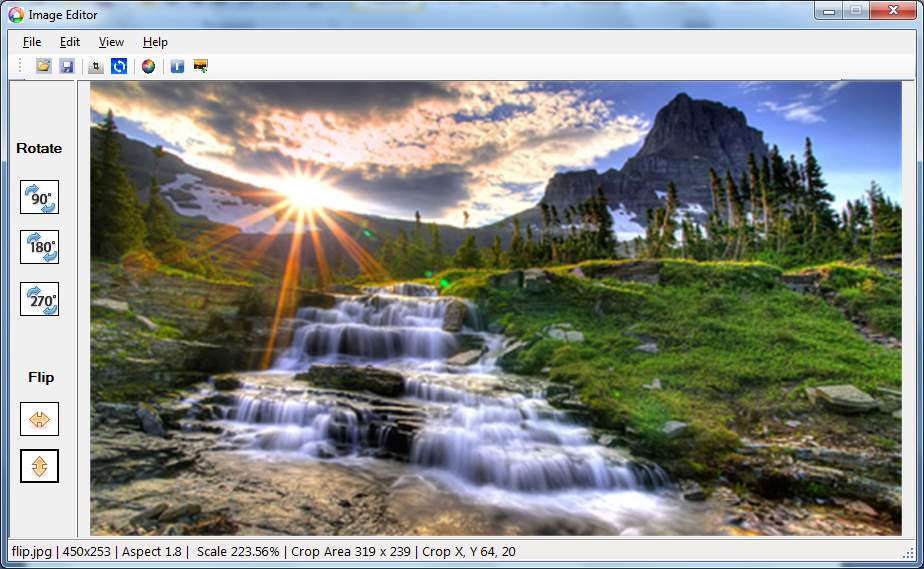 Image Editor
File Edit View Help
Rotate
90°
180°
270°
Flip
flip.jpg | 450x253 | Aspect 1.8 | Scale 223.56% | Crop Area 319 x 239 | Crop X, Y 64, 20